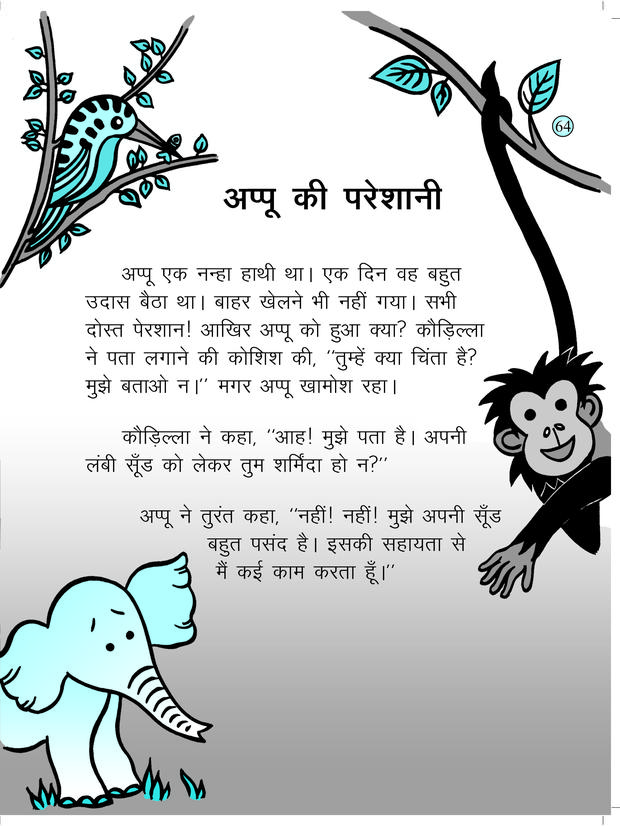 64
अप्पू की परेशानी
अप्पू एक नन्हा हाथी था। एक दिन वह बहुत
उदास बैठा था। बाहर खेलने भी नहीं गया। सभी
दोस्त पेरशान! आखिर अप्पू को हुआ क्या? कौड़िल्ला
ने पता लगाने की कोशिश की, ‘‘तुम्हें क्या चिंता है?
मुझे बताओ न।’’ मगर अप्पू खामोश रहा।
कौड़िल्ला ने कहा, ‘‘आह! मुझे पता है। अपनी
लंबी सूँड को लेकर तुम शर्मिंदा हो न?’’
अप्पू ने तुरंत कहा, ‘‘नहीं! नहीं! मुझे अपनी सूँड
बहुत पसंद है। इसकी सहायता से
मैं कई काम करता हूँ।’’